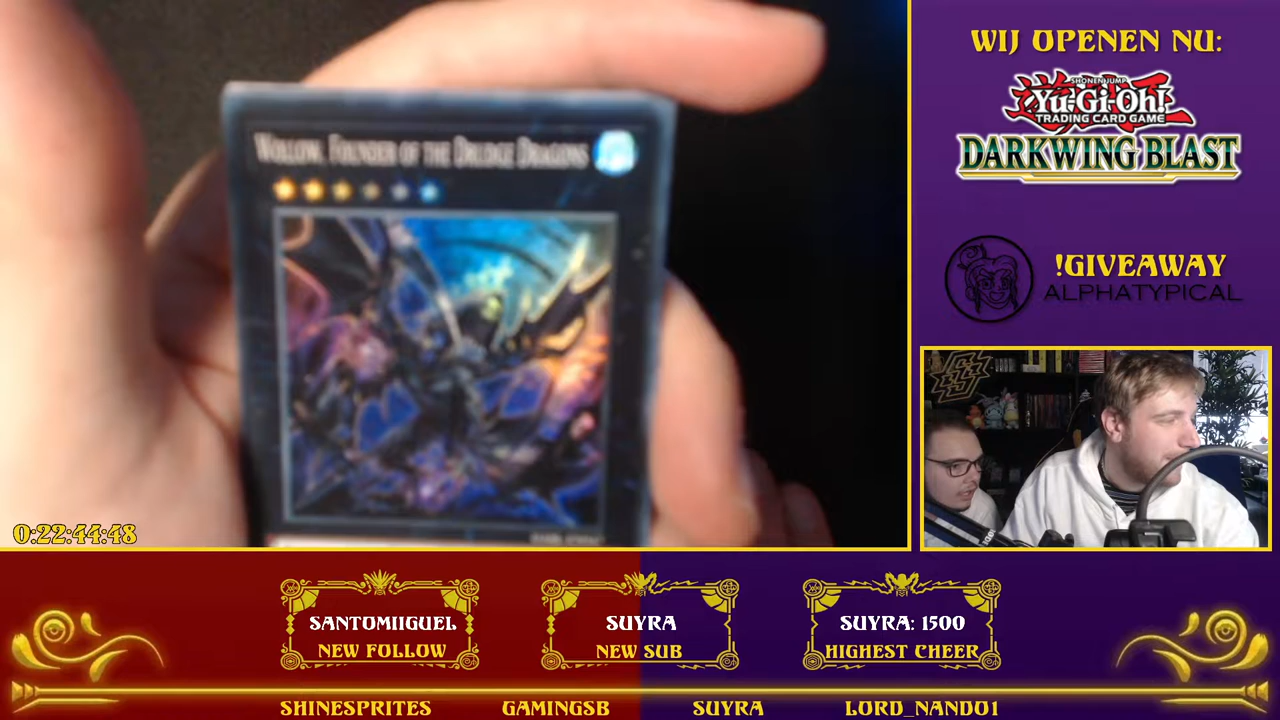 WOLLOW, FOUNDER OF THE DRUDGE DRAGONS
0:22:44:48
WIJ OPENEN NU:
SHONEN JUMP
Yu-Gi-Oh!
TRADING CARD GAME
DARKWING BLAST
!GIVEAWAY
ALPHATYPICAL
SANTOMIIGUEL
NEW FOLLOW
SUYRA
NEW SUB
SUYRA: 1500
HIGHEST CHEER
SHINESPRITES
GAMINGSB
SUYRA
LORD_NANDO1